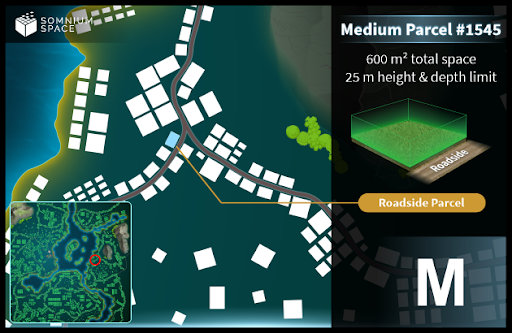 SOMNIUM
SPACE
Medium Parcel #1545
600 m² total space
25 m height & depth limit
Roadside
Roadside Parcel
M